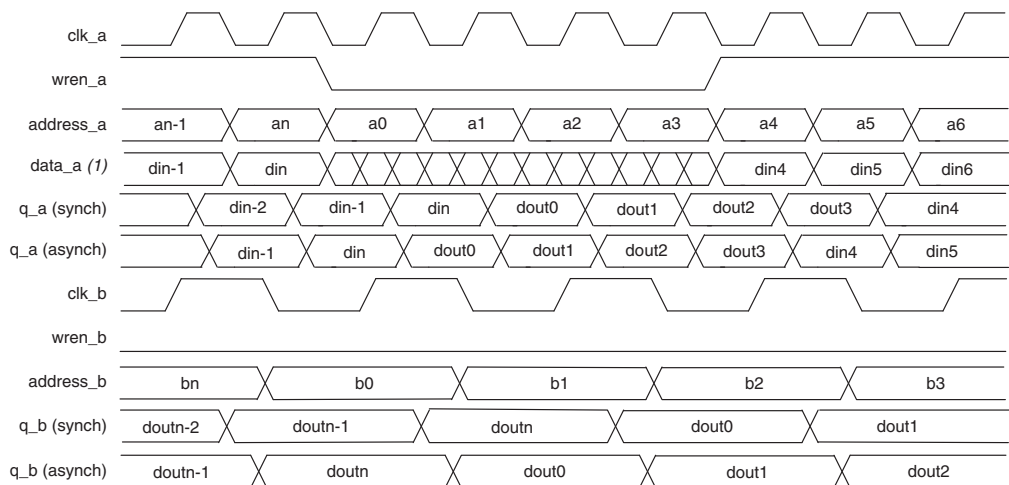 clk_a
wren_a
address_a an-1 an a0 a1 a2 a3 a4 a5 a6
data_a (1) din-1 din din4 din5 din6
q_a (synch) din-2 din-1 din dout0 dout1 dout2 dout3 din4
q_a (asynch) din-1 din dout0 dout1 dout2 dout3 din4 din5
clk_b
wren_b
address_b bn b0 b1 b2 b3
q_b (synch) doutn-2 doutn-1 doutn dout0 dout1
q_b (asynch) doutn-1 doutn dout0 dout1 dout2